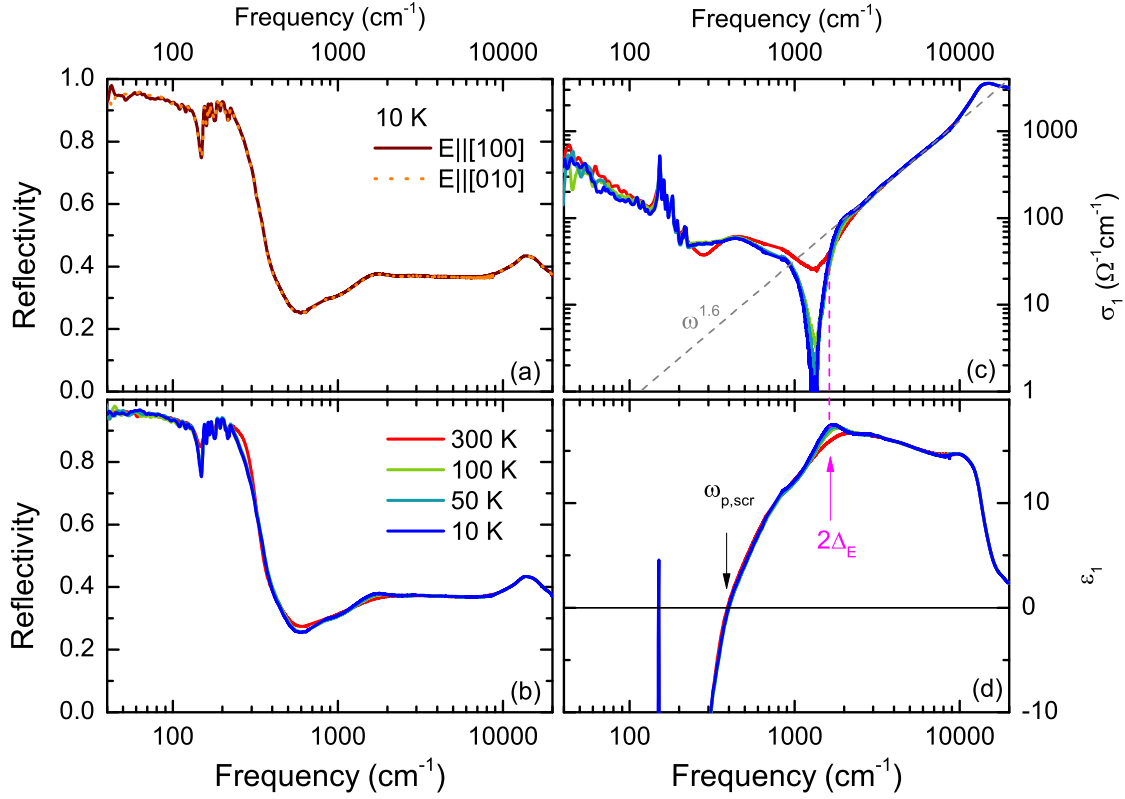 Frequency (cm-1)
Frequency (cm-1)
100 1000 10000
100 1000 10000
1.0
0.8
0.6
0.4
0.2
0.0
Reflectivity
10 K
E||[100]
E||[010]
(a)
1000
100
10
1
σ1 (Ω-1cm-1)
ω1.6
(c)
0.8
0.6
0.4
0.2
0.0
Reflectivity
300 K
100 K
50 K
10 K
(b)
10
0
-10
ε1
ωp,scr
2ΔE
(d)
100 1000 10000
100 1000 10000
Frequency (cm-1)
Frequency (cm-1)